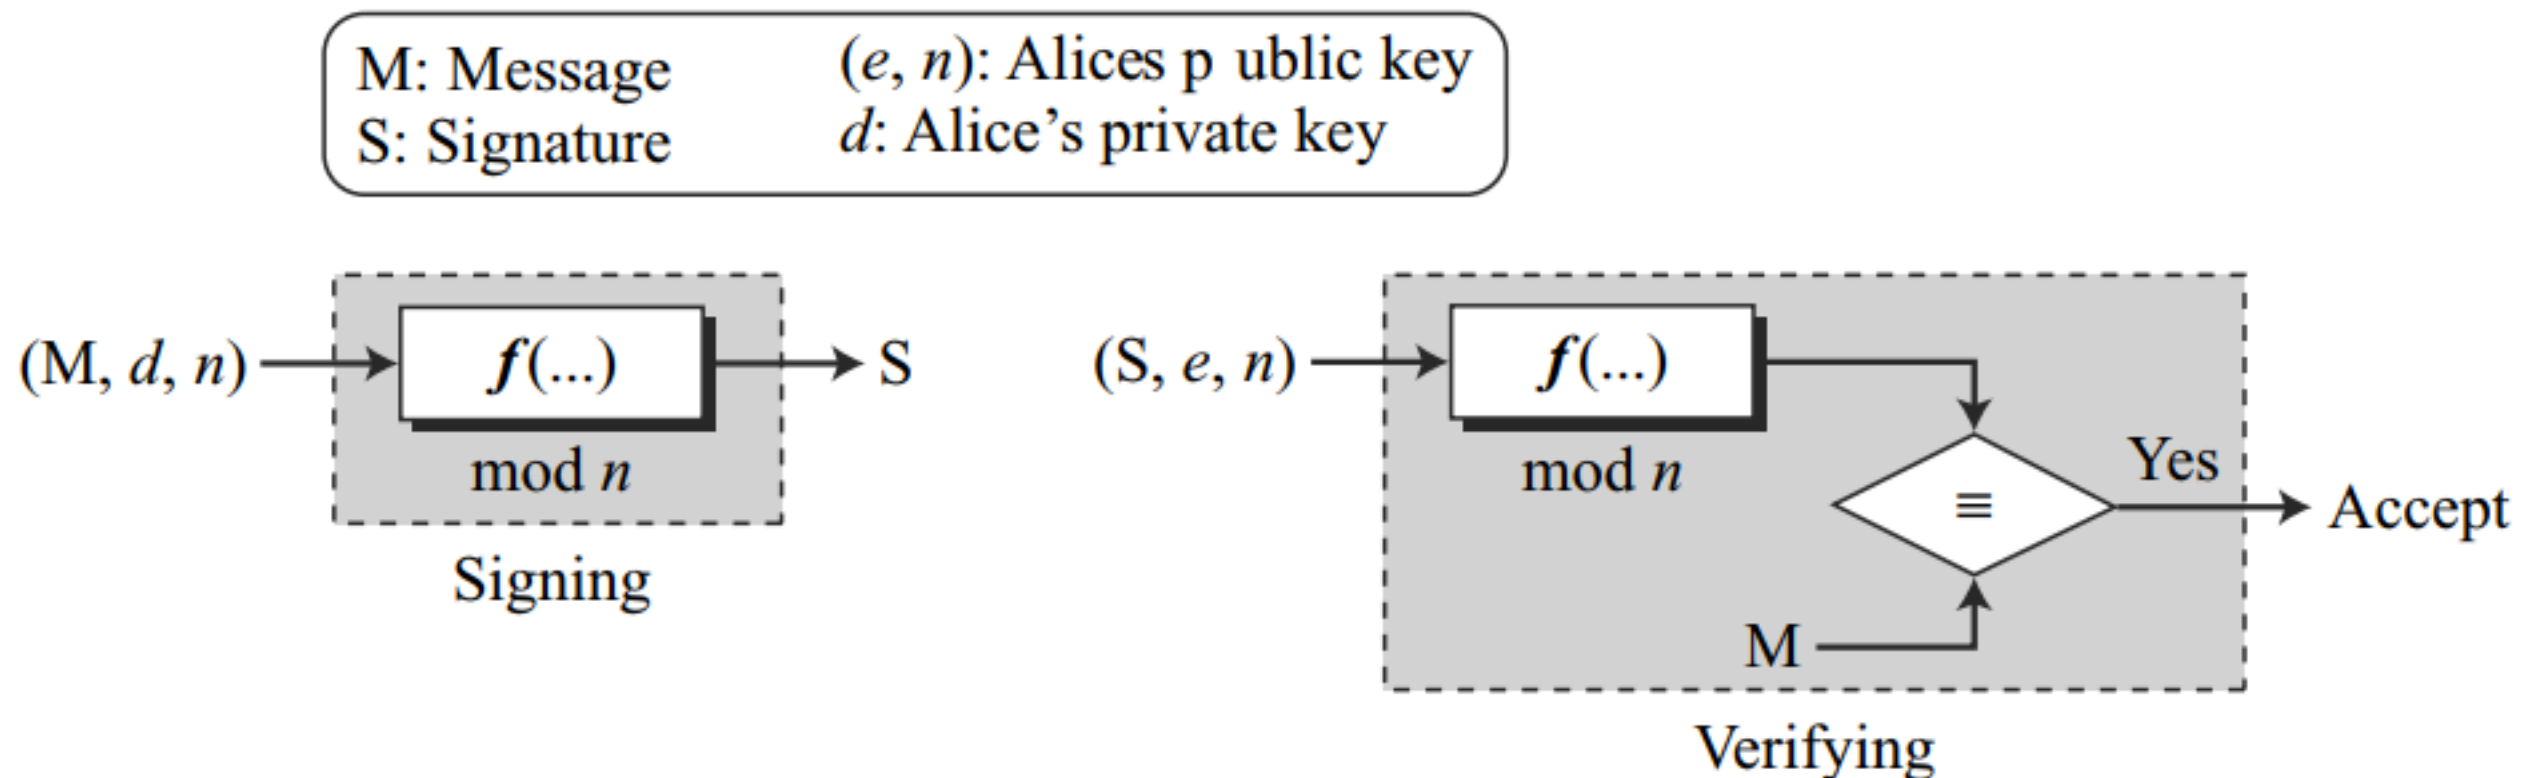 M: Message
S: Signature
(e, n): Alices p ublic key
d: Alice’s private key
(M, d, n)
f(...)
mod n
S
Signing
(S, e, n)
f(...)
mod n
≡
Yes
Accept
M
Verifying